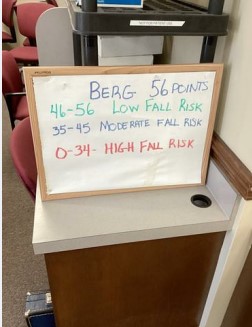 BERG 56 POINTS
46-56 LOW FALL RISK
35-45 MODERATE FALL RISK
0-34- HIGH FALL RISK